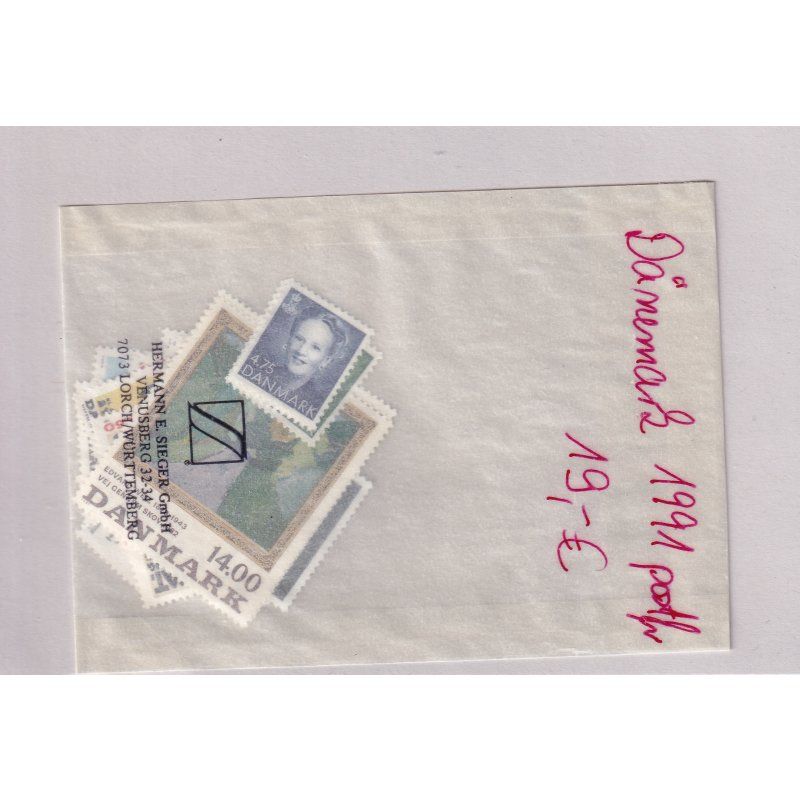 Dänemark 1991 postfr
19,- €
HERMANN E. SIEGER GmbH
VENUSBERG 32-34
7073 LORCH/WÜRTTEMBERG
4.75
DANMARK
14.00
DANMARK